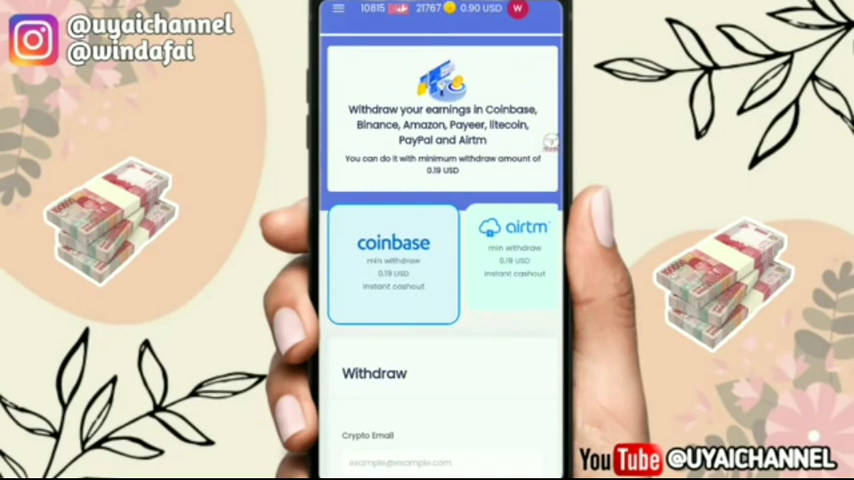 @uyaichannel
@windafai
10815 21767 0.90 USD W
Withdraw your earnings in Coinbase,
Binance, Amazon, Payeer, litecoin,
PayPal and Airtm
You can do it with minimum withdraw amount of
0.19 USD
coinbase
min withdraw
0.19 USD
Instant cashout
airtm
min withdraw
0.19 USD
Instant cashout
Withdraw
Crypto Email
example@example.com
You Tube @UYAICHANNEL